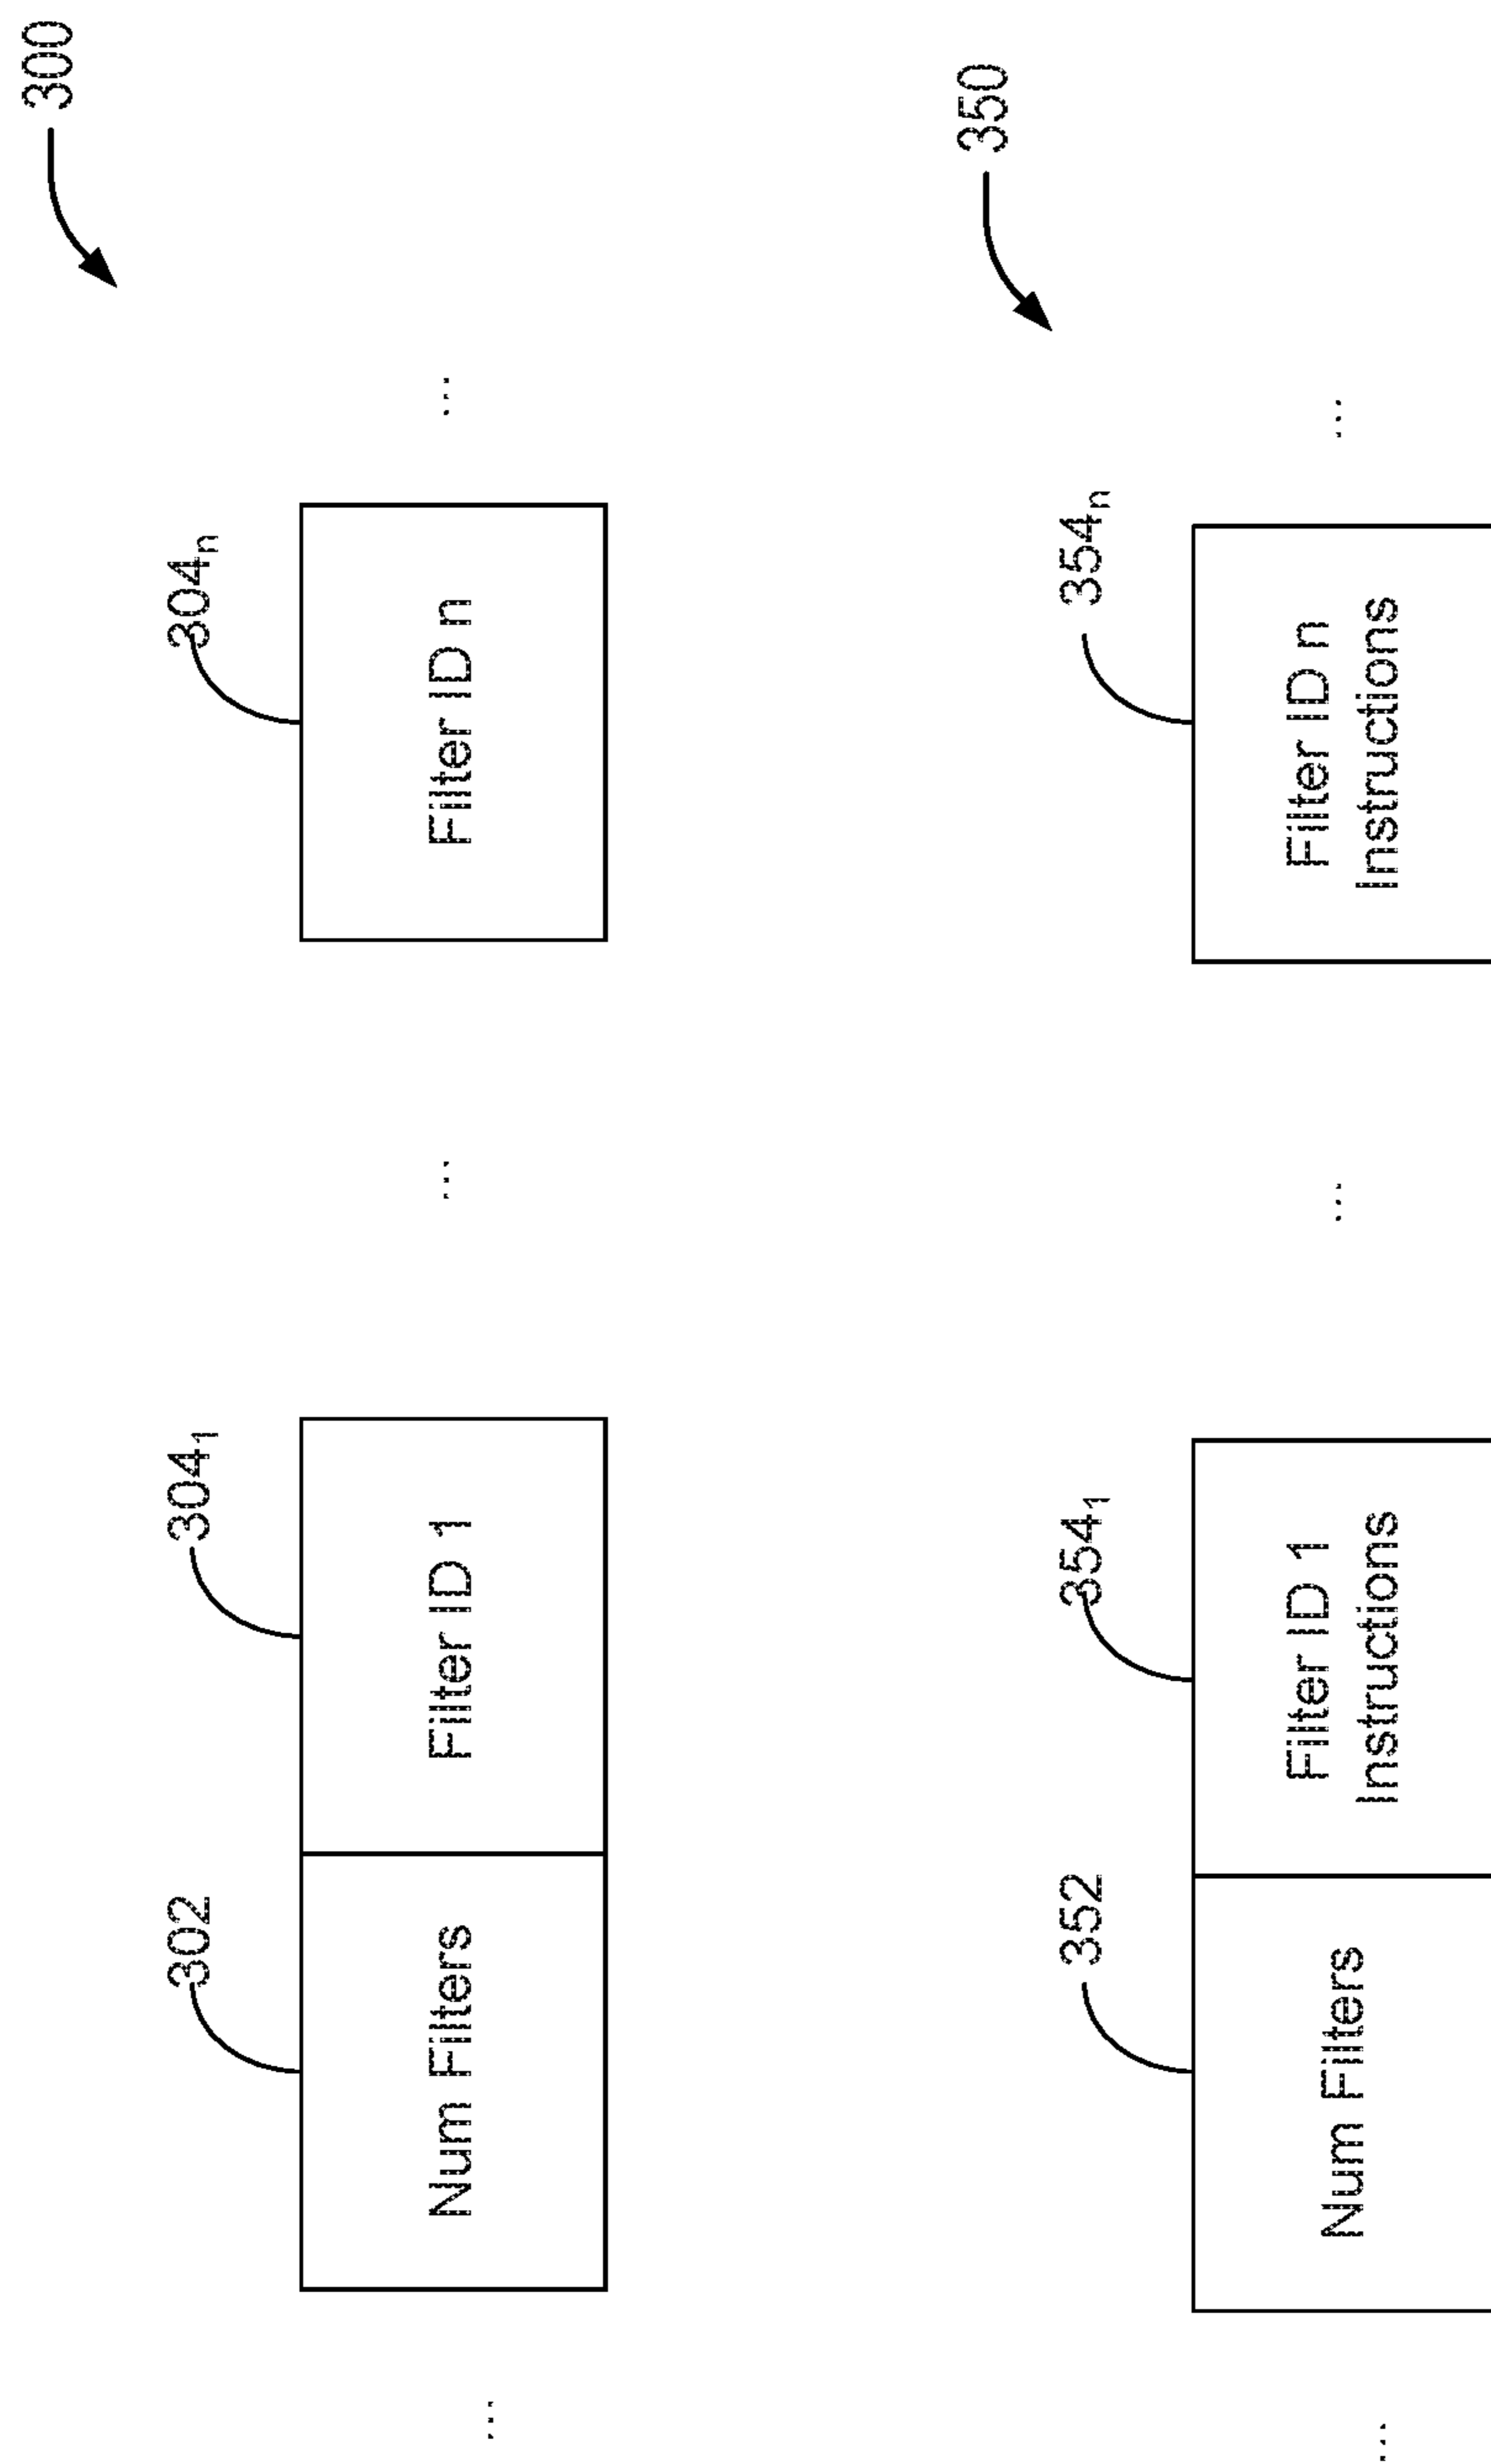 300
...
302
304₁
304ₙ
Num Filters
Filter ID 1
...
Filter ID n
...
350
...
352
354₁
354ₙ
Num Filters
Filter ID 1
Instructions
...
Filter ID n
Instructions
...